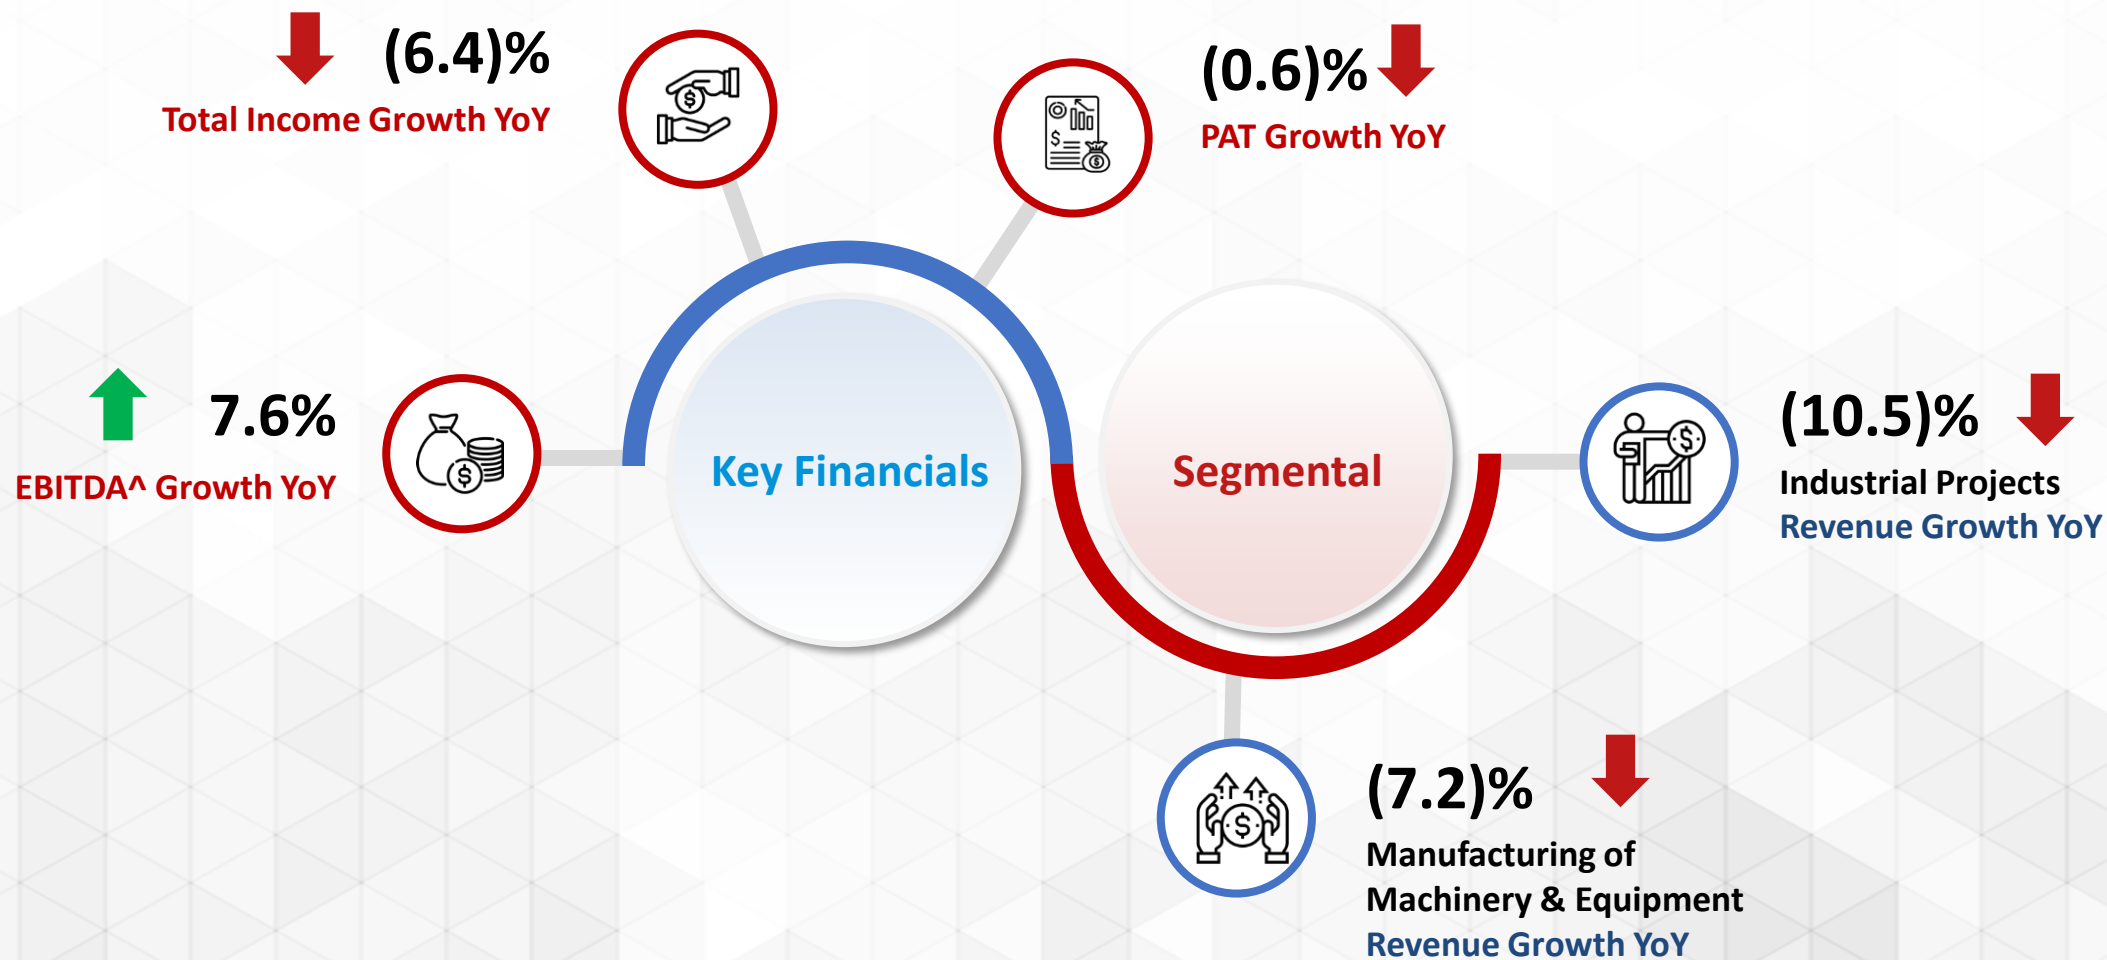 (6.4)%
Total Income Growth YoY
(0.6)%
PAT Growth YoY
7.6%
EBITDA^ Growth YoY
Key Financials
Segmental
(10.5)%
Industrial Projects
Revenue Growth YoY
(7.2)%
Manufacturing of
Machinery & Equipment
Revenue Growth YoY